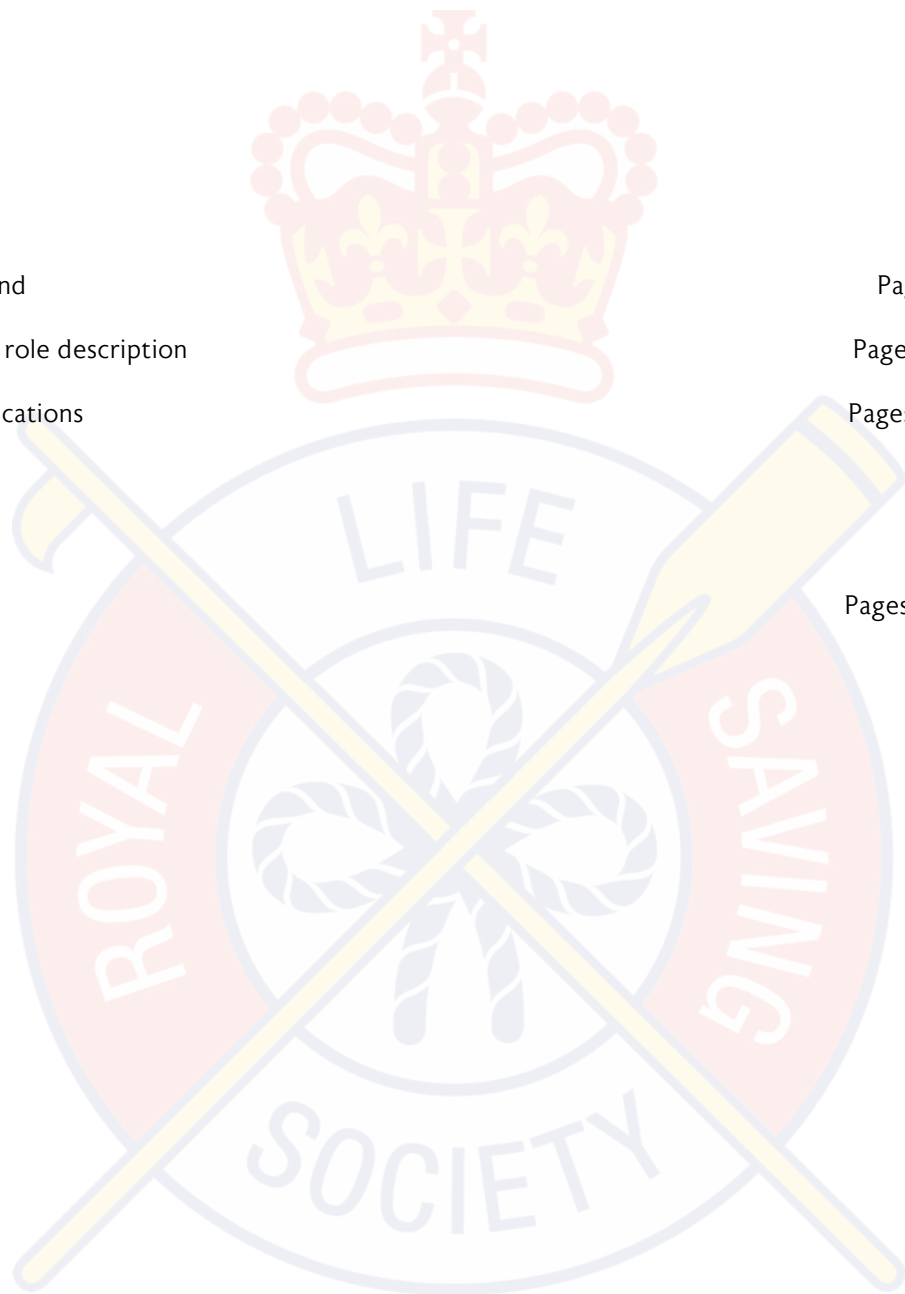 nd
Pa
role description
Page
cations
Pages
Pages
LIFE
ROYAL
SAVING
SOCIETY